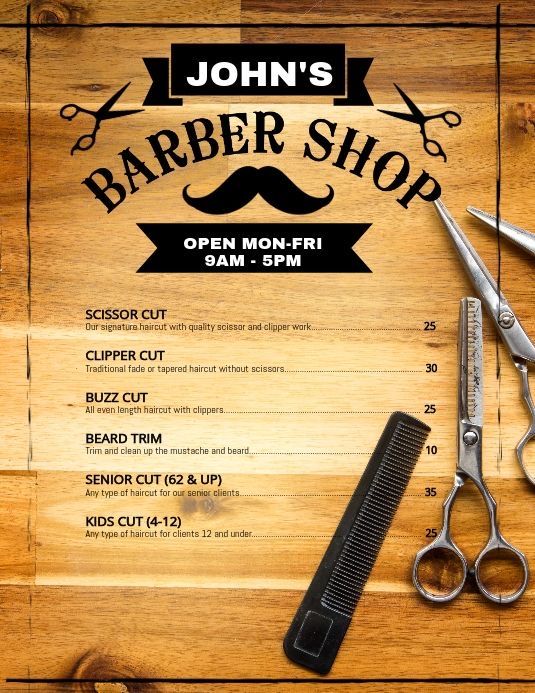 JOHN'S
BARBER SHOP
OPEN MON-FRI
9AM - 5PM
SCISSOR CUT
Our signature haircut with quality scissor and clipper work 25
CLIPPER CUT
Traditional fade or tapered haircut without scissors 30
BUZZ CUT
All even length haircut with clippers 25
BEARD TRIM
Trim and clean up the mustache and beard 10
SENIOR CUT (62 & UP)
Any type of haircut for our senior clients 35
KIDS CUT (4-12)
Any type of haircut for clients 12 and under 25